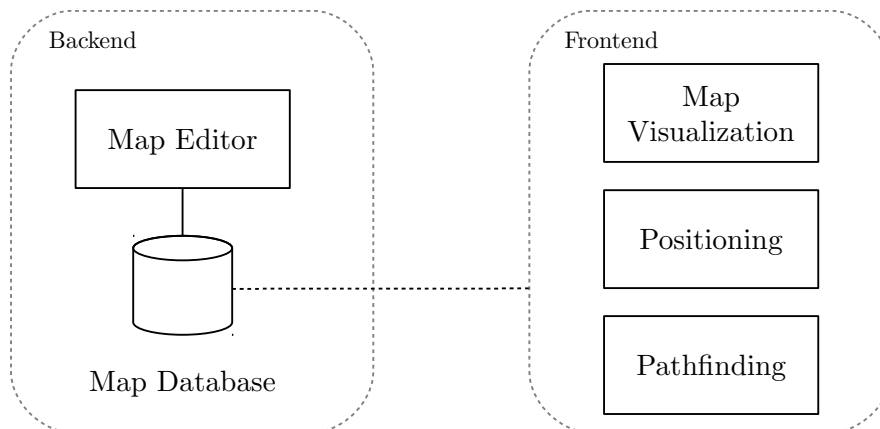 Backend
Map Editor
Map Database
Frontend
Map
Visualization
Positioning
Pathfinding